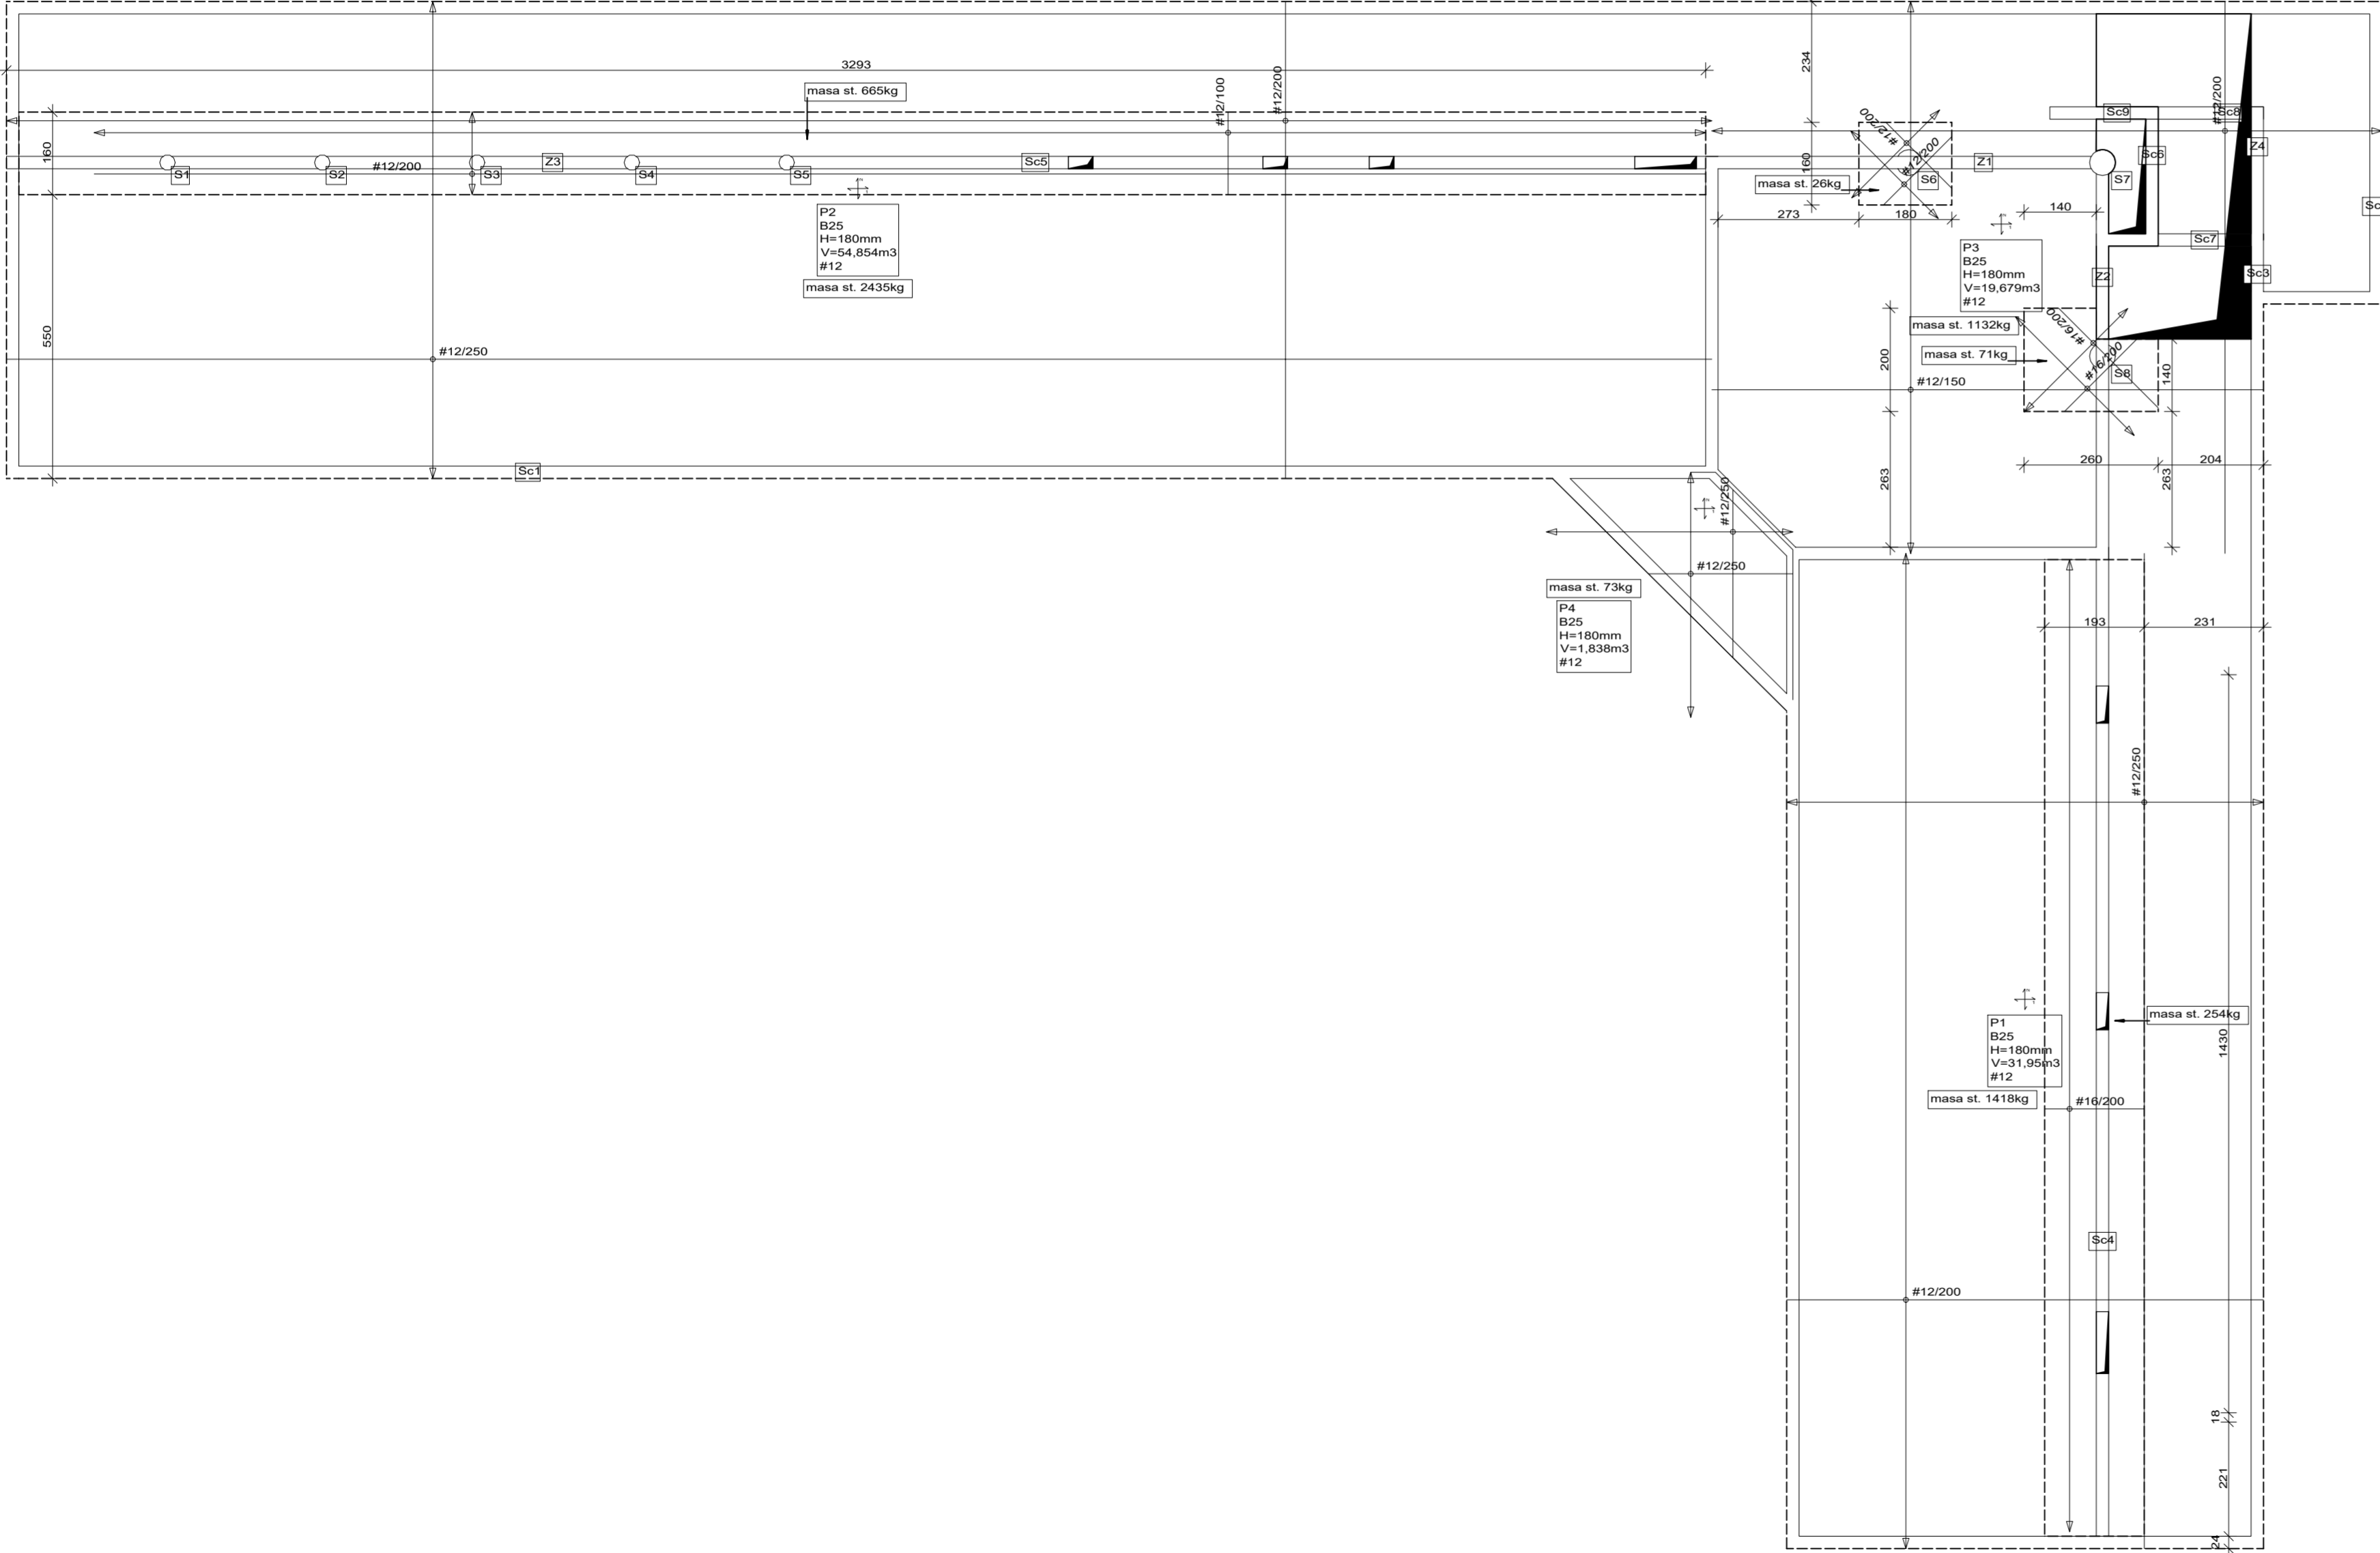 3293
234
masa st. 665kg
#12/100
#12/200
#12/200
#12/200
#12/200
Sc9
Sc8
Z4
160
S1
S2
#12/200
S3
Z3
S4
S5
Sc5
160
Z1
S6
S7
Sc6
masa st. 26kg
273
180
140
Sc
Sc7
Sc3
Z2
P2
B25
H=180mm
V=54,854m3
#12
masa st. 2435kg
P3
B25
H=180mm
V=19,679m3
#12
masa st. 1132kg
#16/200
#16/200
masa st. 71kg
S8
200
140
550
#12/250
#12/150
260
204
263
263
Sc1
#12/250
#12/250
masa st. 73kg
P4
B25
H=180mm
V=1,838m3
#12
193
231
#12/250
P1
B25
H=180mm
V=31,95m3
#12
masa st. 1418kg
masa st. 254kg
1430
#16/200
Sc4
#12/200
18
221
24